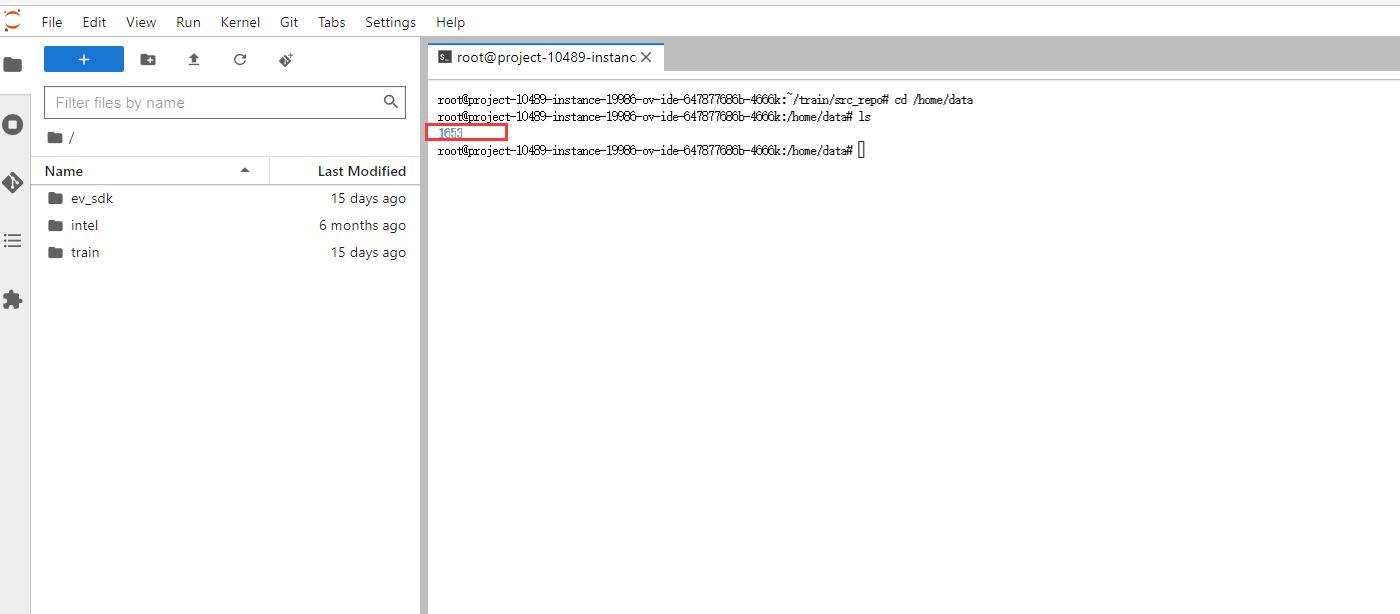 File Edit View Run Kernel Git Tabs Settings Help
+
Filter files by name
/
Name Last Modified
ev_sdk 15 days ago
intel 6 months ago
train 15 days ago
root@project-10489-instanc
root@project-10489-instance-19986-ov-ide-647877686b-4666k:~/train/src_repo# cd /home/data
root@project-10489-instance-19986-ov-ide-647877686b-4666k:/home/data# ls
1653
root@project-10489-instance-19986-ov-ide-647877686b-4666k:/home/data#